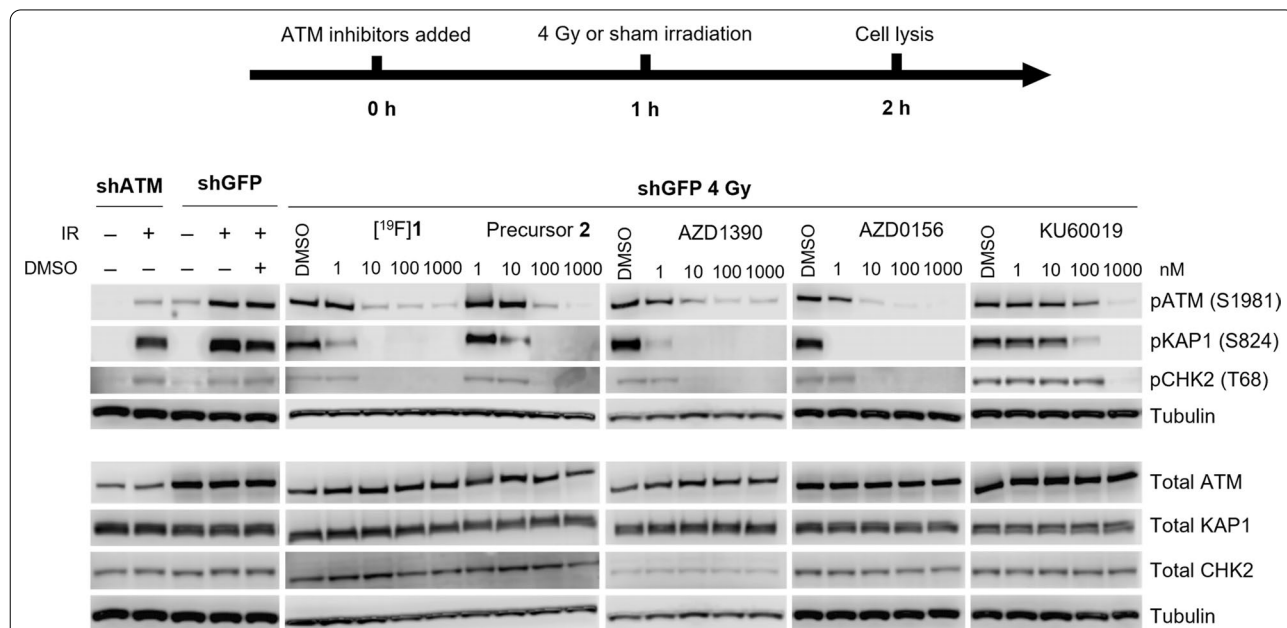 ATM inhibitors added 4 Gy or sham irradiation Cell lysis
0 h 1 h 2 h
shATM shGFP shGFP 4 Gy
IR – + – + + DMSO [¹⁹F]1 Precursor 2 DMSO AZD1390 DMSO AZD0156 DMSO KU60019
DMSO – – – – + 1 10 100 1000 1 10 100 1000 1 10 100 1000 1 10 100 1000 1 10 100 1000 nM
pATM (S1981)
pKAP1 (S824)
pCHK2 (T68)
Tubulin
Total ATM
Total KAP1
Total CHK2
Tubulin